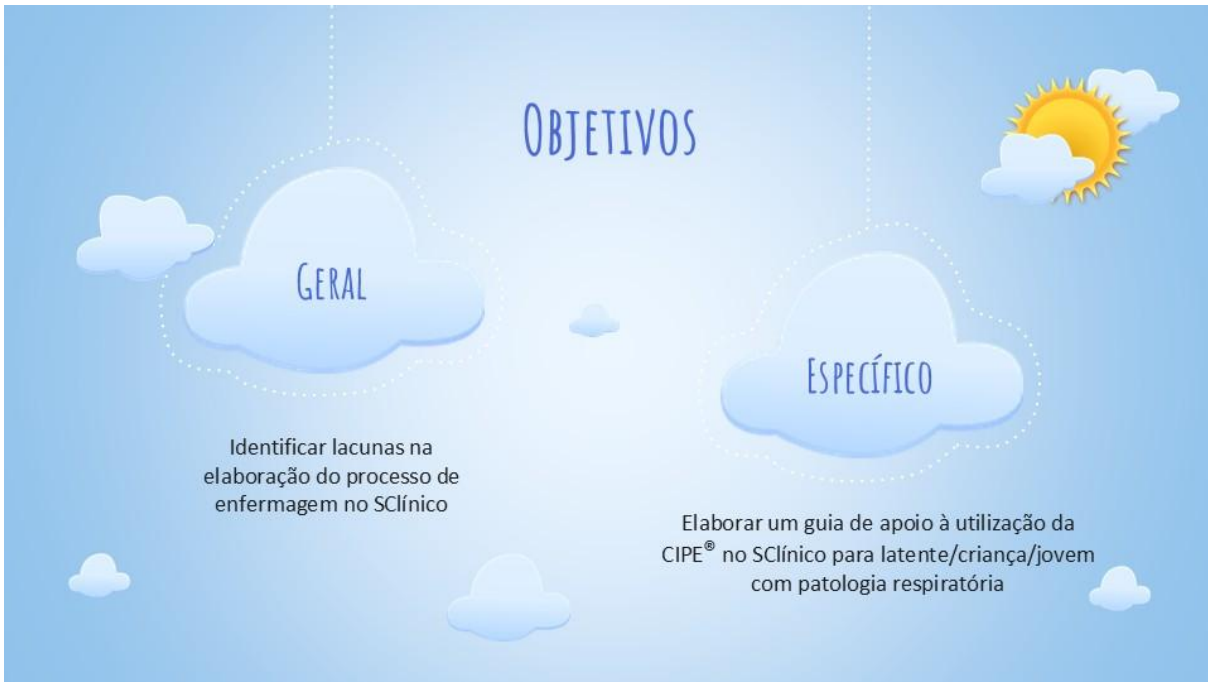 OBJETIVOS
GERAL
Identificar lacunas na
elaboração do processo de
enfermagem no SClínico
ESPECÍFICO
Elaborar um guia de apoio à utilização da
CIPE® no SClínico para latente/criança/jovem
com patologia respiratória